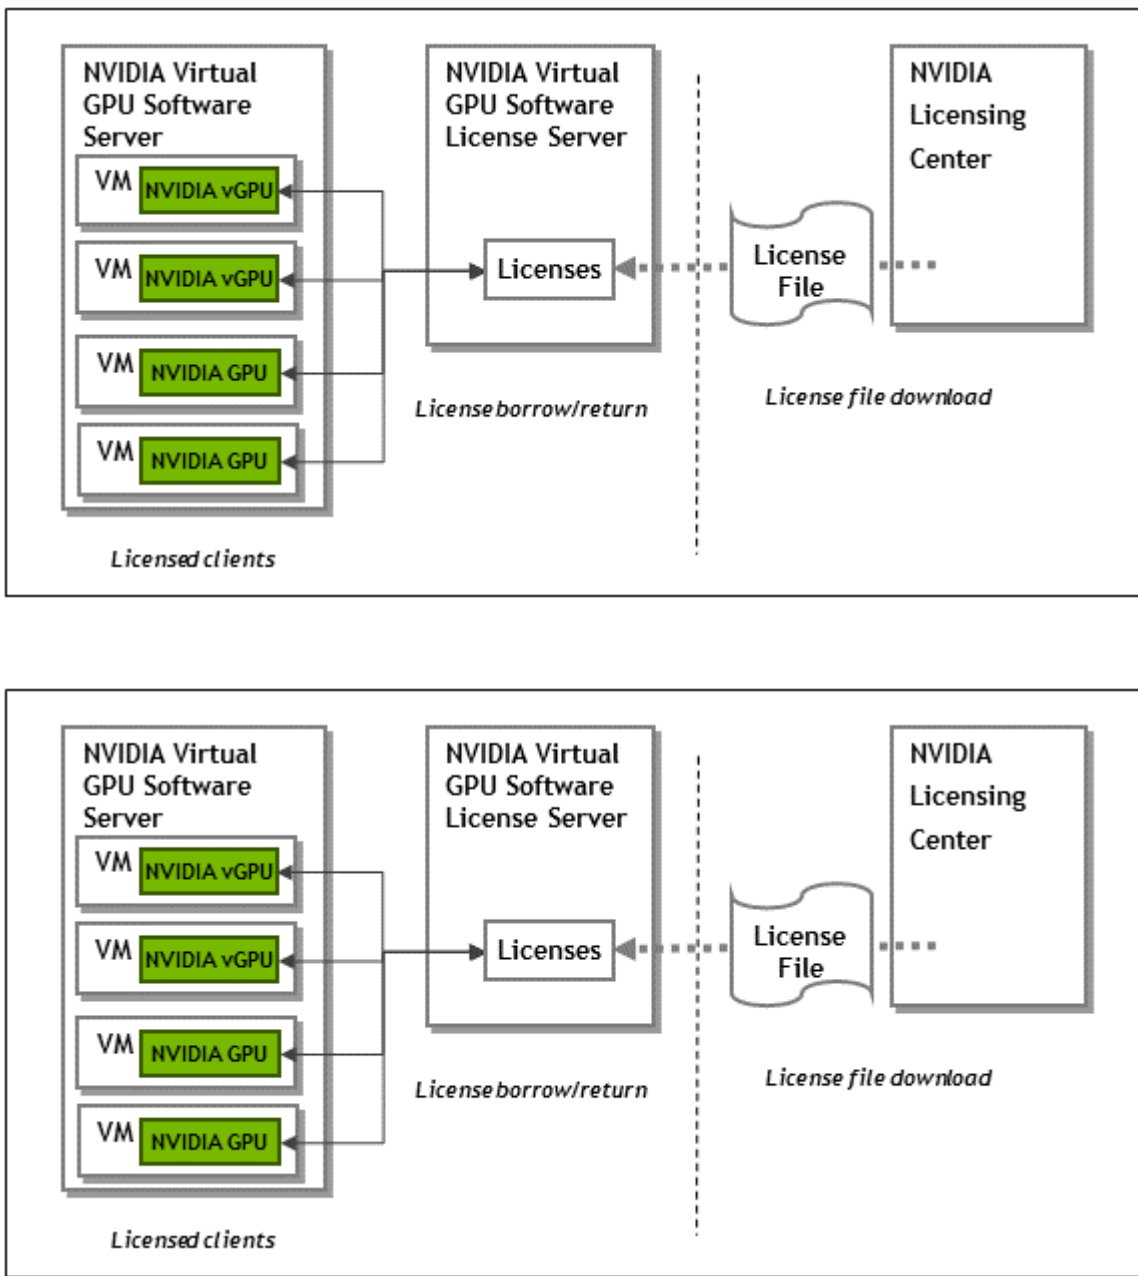 NVIDIA Virtual
GPU Software
Server
VM NVIDIA vGPU
VM NVIDIA vGPU
VM NVIDIA GPU
VM NVIDIA GPU
Licensed clients
NVIDIA Virtual
GPU Software
License Server
Licenses
License borrow/return
License
File
License file download
NVIDIA
Licensing
Center
NVIDIA Virtual
GPU Software
Server
VM NVIDIA vGPU
VM NVIDIA vGPU
VM NVIDIA GPU
VM NVIDIA GPU
Licensed clients
NVIDIA Virtual
GPU Software
License Server
Licenses
License borrow/return
License
File
License file download
NVIDIA
Licensing
Center